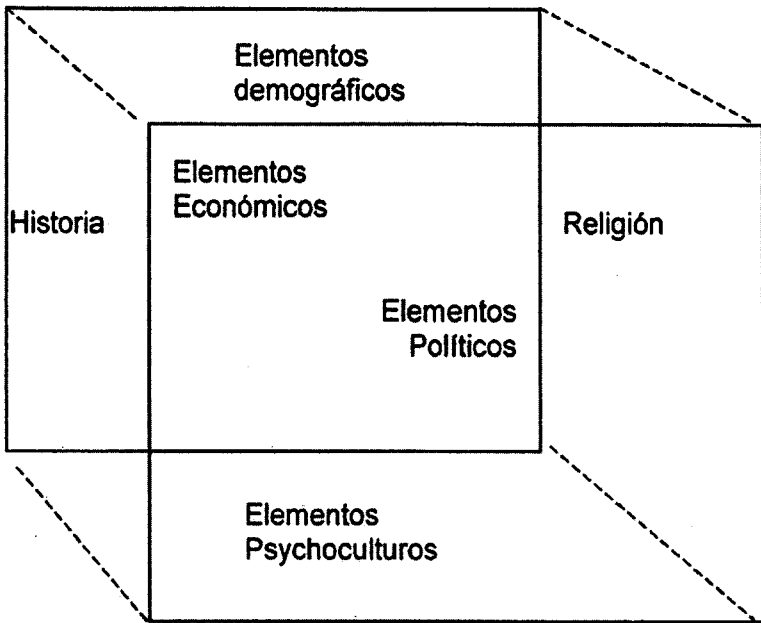 Elementos
demográficos
Elementos
Económicos
Historia
Religión
Elementos
Políticos
Elementos
Psychoculturos